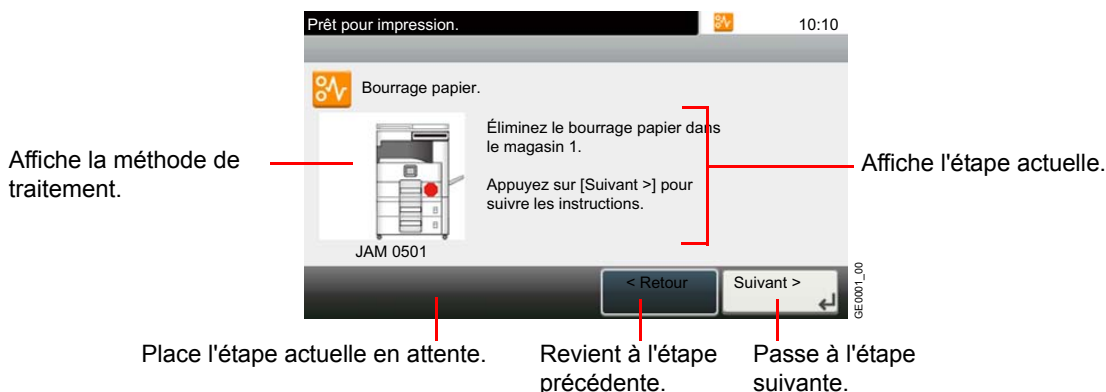 Prêt pour impression.
10:10
Bourrage papier.
Éliminez le bourrage papier dans
le magasin 1.
Appuyez sur [Suivant >] pour
suivre les instructions.
JAM 0501
Affiche la méthode de
traitement.
Affiche l'étape actuelle.
< Retour
Suivant >
GE0001_00
Place l'étape actuelle en attente.
Revient à l'étape
précédente.
Passe à l'étape
suivante.